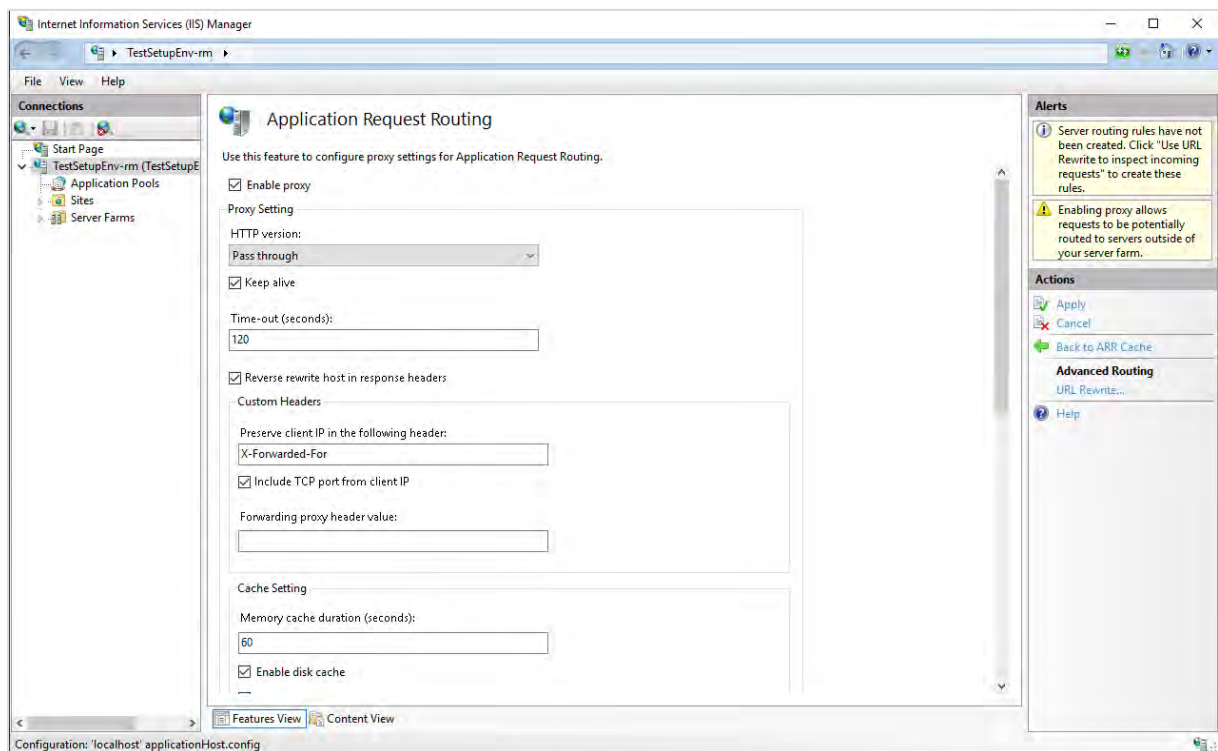 Internet Information Services (IIS) Manager
TestSetupEnv-rm
File View Help
Connections
Start Page
TestSetupEnv-rm (TestSetupE
Application Pools
Sites
Server Farms
Application Request Routing
Use this feature to configure proxy settings for Application Request Routing.
Enable proxy
Proxy Setting
HTTP version:
Pass through
Keep alive
Time-out (seconds):
120
Reverse rewrite host in response headers
Custom Headers
Preserve client IP in the following header:
X-Forwarded-For
Include TCP port from client IP
Forwarding proxy header value:
Cache Setting
Memory cache duration (seconds):
60
Enable disk cache
Features View Content View
Alerts
Server routing rules have not
been created. Click "Use URL
Rewrite to inspect incoming
requests" to create these
rules.
Enabling proxy allows
requests to be potentially
routed to servers outside of
your server farm.
Actions
Apply
Cancel
Back to ARR Cache
Advanced Routing
URL Rewrite...
Help
Configuration: 'localhost' applicationHost.config